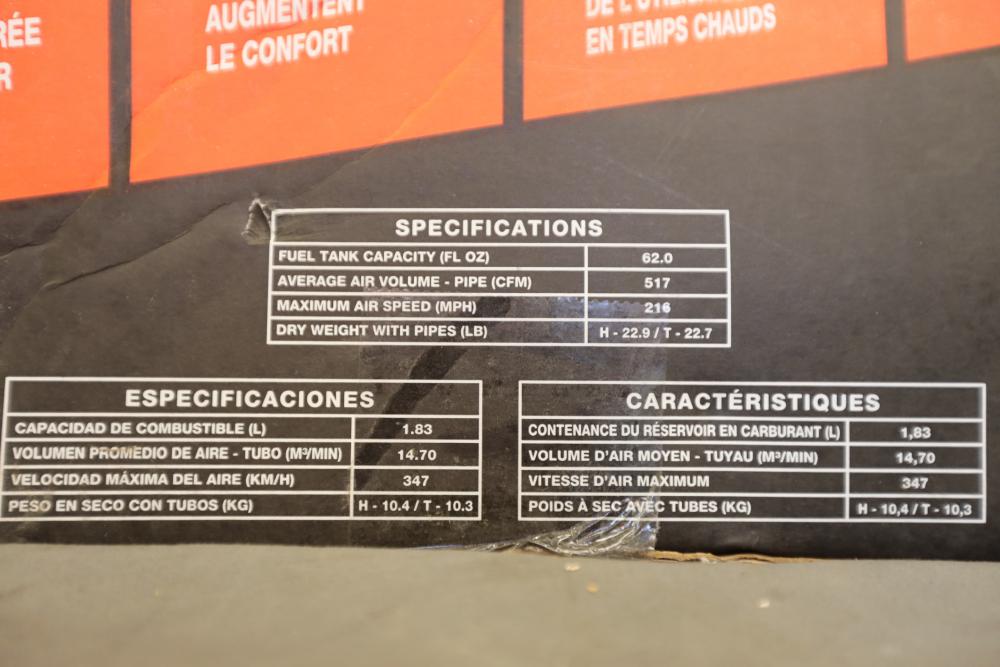 RÉE
R
AUGMENTENT
LE CONFORT
EN TEMPS CHAUDS
SPECIFICATIONS
FUEL TANK CAPACITY (FL OZ) 62.0
AVERAGE AIR VOLUME - PIPE (CFM) 517
MAXIMUM AIR SPEED (MPH) 216
DRY WEIGHT WITH PIPES (LB) H - 22.9 / T - 22.7
ESPECIFICACIONES
CAPACIDAD DE COMBUSTIBLE (L) 1.83
VOLUMEN PROMEDIO DE AIRE - TUBO (M³/MIN) 14.70
VELOCIDAD MÁXIMA DEL AIRE (KM/H) 347
PESO EN SECO CON TUBOS (KG) H - 10.4 / T - 10.3
CARACTÉRISTIQUES
CONTENANCE DU RÉSERVOIR EN CARBURANT (L) 1,83
VOLUME D'AIR MOYEN - TUYAU (M³/MIN) 14,70
VITESSE D'AIR MAXIMUM 347
POIDS À SEC AVEC TUBES (KG) H - 10,4 / T - 10,3